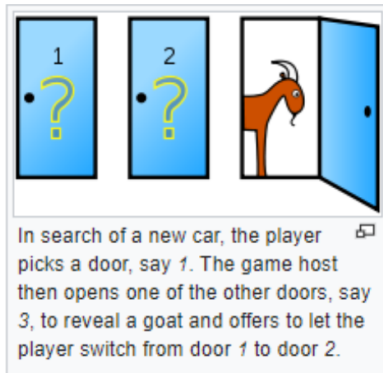 1 2
? ?
In search of a new car, the player
picks a door, say 1. The game host
then opens one of the other doors, say
3, to reveal a goat and offers to let the
player switch from door 1 to door 2.